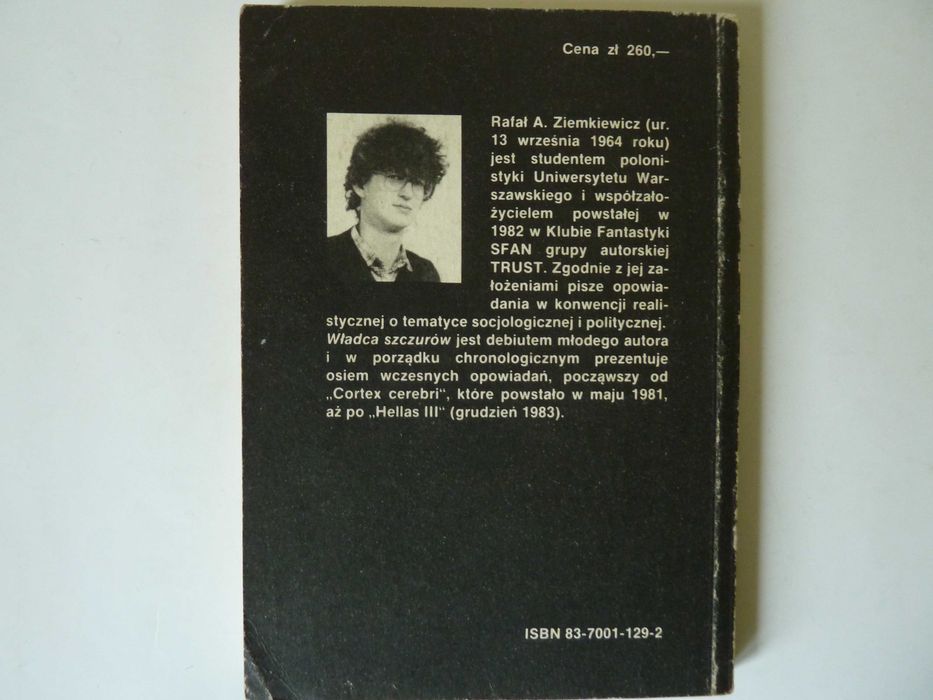 Cena zł 260,—
Rafał A. Ziemkiewicz (ur.
13 września 1964 roku)
jest studentem poloni-
styki Uniwersytetu War-
szawskiego i współzało-
życielem powstałej w
1982 w Klubie Fantastyki
SFAN grupy autorskiej
TRUST. Zgodnie z jej za-
łożeniami pisze opowia-
dania w konwencji reali-
stycznej o tematyce socjologicznej i politycznej.
Władca szczurów jest debiutem młodego autora
i w porządku chronologicznym prezentuje
osiem wczesnych opowiadań, począwszy od
„Cortex cerebri“, które powstało w maju 1981,
aż po „Hellas III“ (grudzień 1983).
ISBN 83-7001-129-2